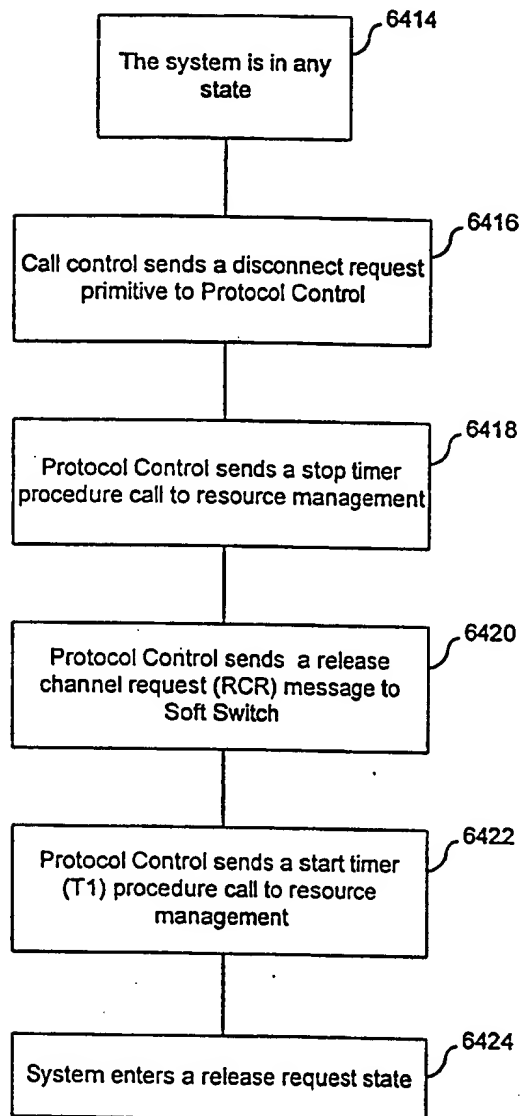 6414
The system is in any
state
6416
Call control sends a disconnect request
primitive to Protocol Control
6418
Protocol Control sends a stop timer
procedure call to resource management
6420
Protocol Control sends a release
channel request (RCR) message to
Soft Switch
6422
Protocol Control sends a start timer
(T1) procedure call to resource
management
6424
System enters a release request state